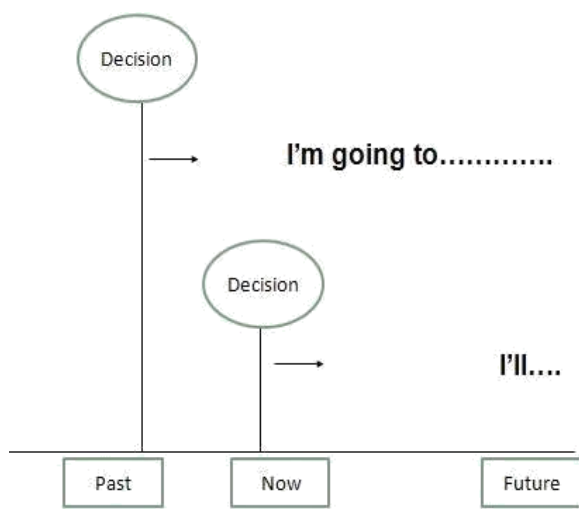 Decision
I'm going to.............
Decision
I'll....
Past
Now
Future